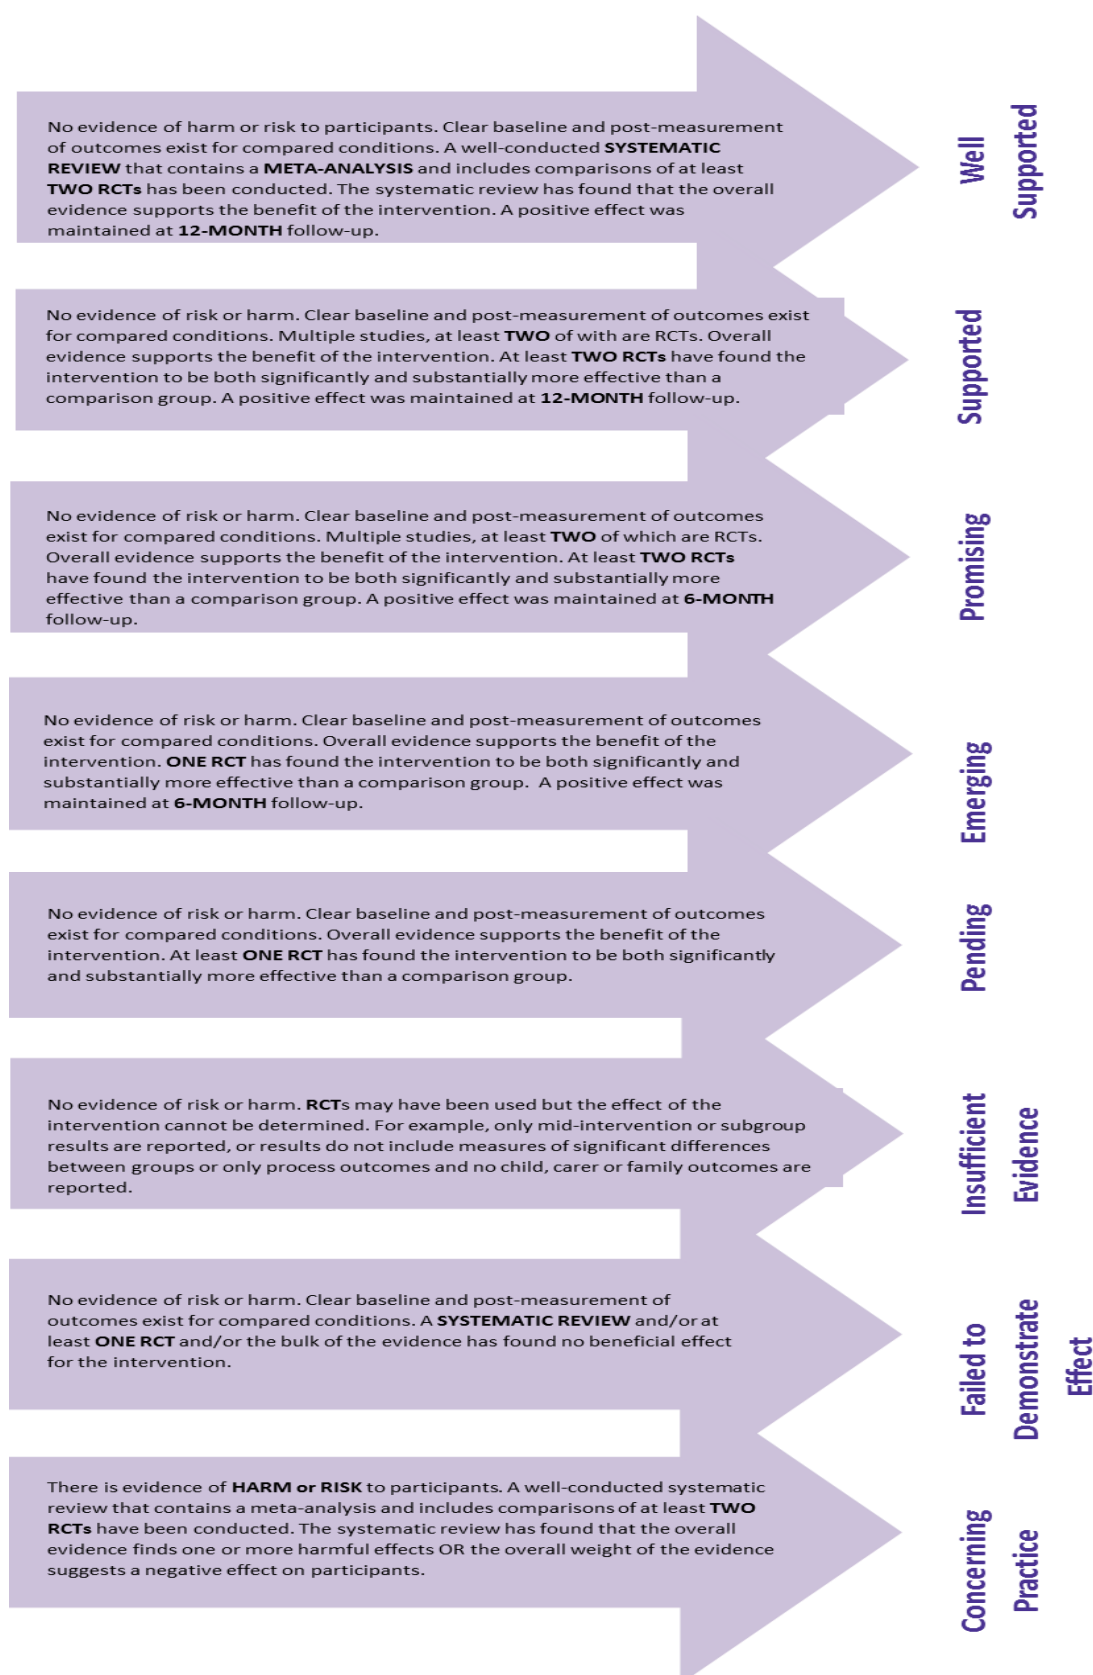 No evidence of harm or risk to participants. Clear baseline and post-measurement
of outcomes exist for compared conditions. A well-conducted SYSTEMATIC
REVIEW that contains a META-ANALYSIS and includes comparisons of at least
TWO RCTs has been conducted. The systematic review has found that the overall
evidence supports the benefit of the intervention. A positive effect was
maintained at 12-MONTH follow-up.
Well
Supported
No evidence of risk or harm. Clear baseline and post-measurement of outcomes exist
for compared conditions. Multiple studies, at least TWO of with are RCTs. Overall
evidence supports the benefit of the intervention. At least TWO RCTs have found the
intervention to be both significantly and substantially more effective than a
comparison group. A positive effect was maintained at 12-MONTH follow-up.
Supported
No evidence of risk or harm. Clear baseline and post-measurement of outcomes
exist for compared conditions. Multiple studies, at least TWO of which are RCTs.
Overall evidence supports the benefit of the intervention. At least TWO RCTs
have found the intervention to be both significantly and substantially more
effective than a comparison group. A positive effect was maintained at 6-MONTH
follow-up.
Promising
No evidence of risk or harm. Clear baseline and post-measurement of outcomes
exist for compared conditions. Overall evidence supports the benefit of the
intervention. ONE RCT has found the intervention to be both significantly and
substantially more effective than a comparison group. A positive effect was
maintained at 6-MONTH follow-up.
Emerging
No evidence of risk or harm. Clear baseline and post-measurement of outcomes
exist for compared conditions. Overall evidence supports the benefit of the
intervention. At least ONE RCT has found the intervention to be both significantly
and substantially more effective than a comparison group.
Pending
No evidence of risk or harm. RCTs may have been used but the effect of the
intervention cannot be determined. For example, only mid-intervention or subgroup
results are reported, or results do not include measures of significant differences
between groups or only process outcomes and no child, carer or family outcomes are
reported.
Insufficient
Evidence
No evidence of risk or harm. Clear baseline and post-measurement of
outcomes exist for compared conditions. A SYSTEMATIC REVIEW and/or at
least ONE RCT and/or the bulk of the evidence has found no beneficial effect
for the intervention.
Failed to
Demonstrate
Effect
There is evidence of HARM or RISK to participants. A well-conducted systematic
review that contains a meta-analysis and includes comparisons of at least TWO
RCTs have been conducted. The systematic review has found that the overall
evidence finds one or more harmful effects OR the overall weight of the evidence
suggests a negative effect on participants.
Concerning
Practice